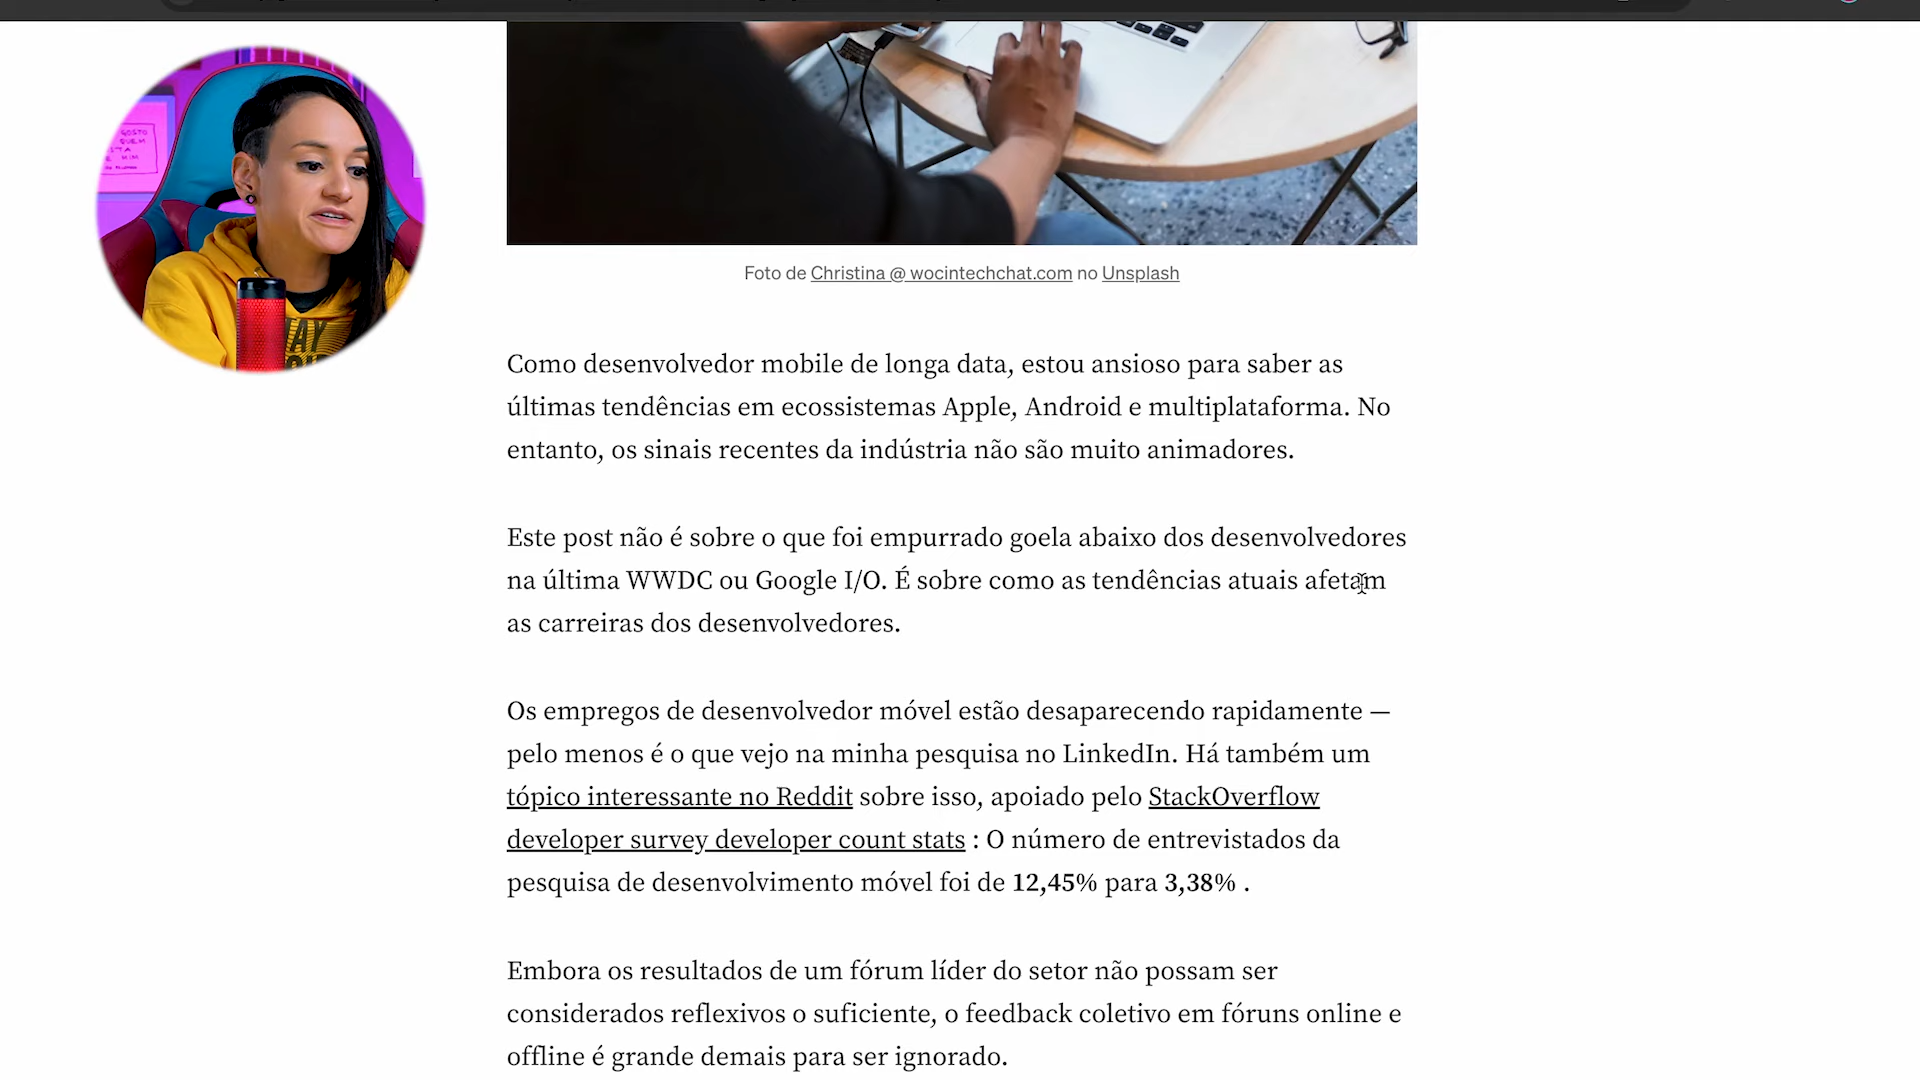 GOSTO
QUEM
MIM
TAY
Foto de Christina @ wocintechchat.com no Unsplash
Como desenvolvedor mobile de longa data, estou ansioso para saber as
últimas tendências em ecossistemas Apple, Android e multiplataforma. No
entanto, os sinais recentes da indústria não são muito animadores.
Este post não é sobre o que foi empurrado goela abaixo dos desenvolvedores
na última WWDC ou Google I/O. É sobre como as tendências atuais afetam
as carreiras dos desenvolvedores.
Os empregos de desenvolvedor móvel estão desaparecendo rapidamente —
pelo menos é o que vejo na minha pesquisa no LinkedIn. Há também um
tópico interessante no Reddit sobre isso, apoiado pelo StackOverflow
developer survey developer count stats : O número de entrevistados da
pesquisa de desenvolvimento móvel foi de 12,45% para 3,38% .
Embora os resultados de um fórum líder do setor não possam ser
considerados reflexivos o suficiente, o feedback coletivo em fóruns online e
offline é grande demais para ser ignorado.